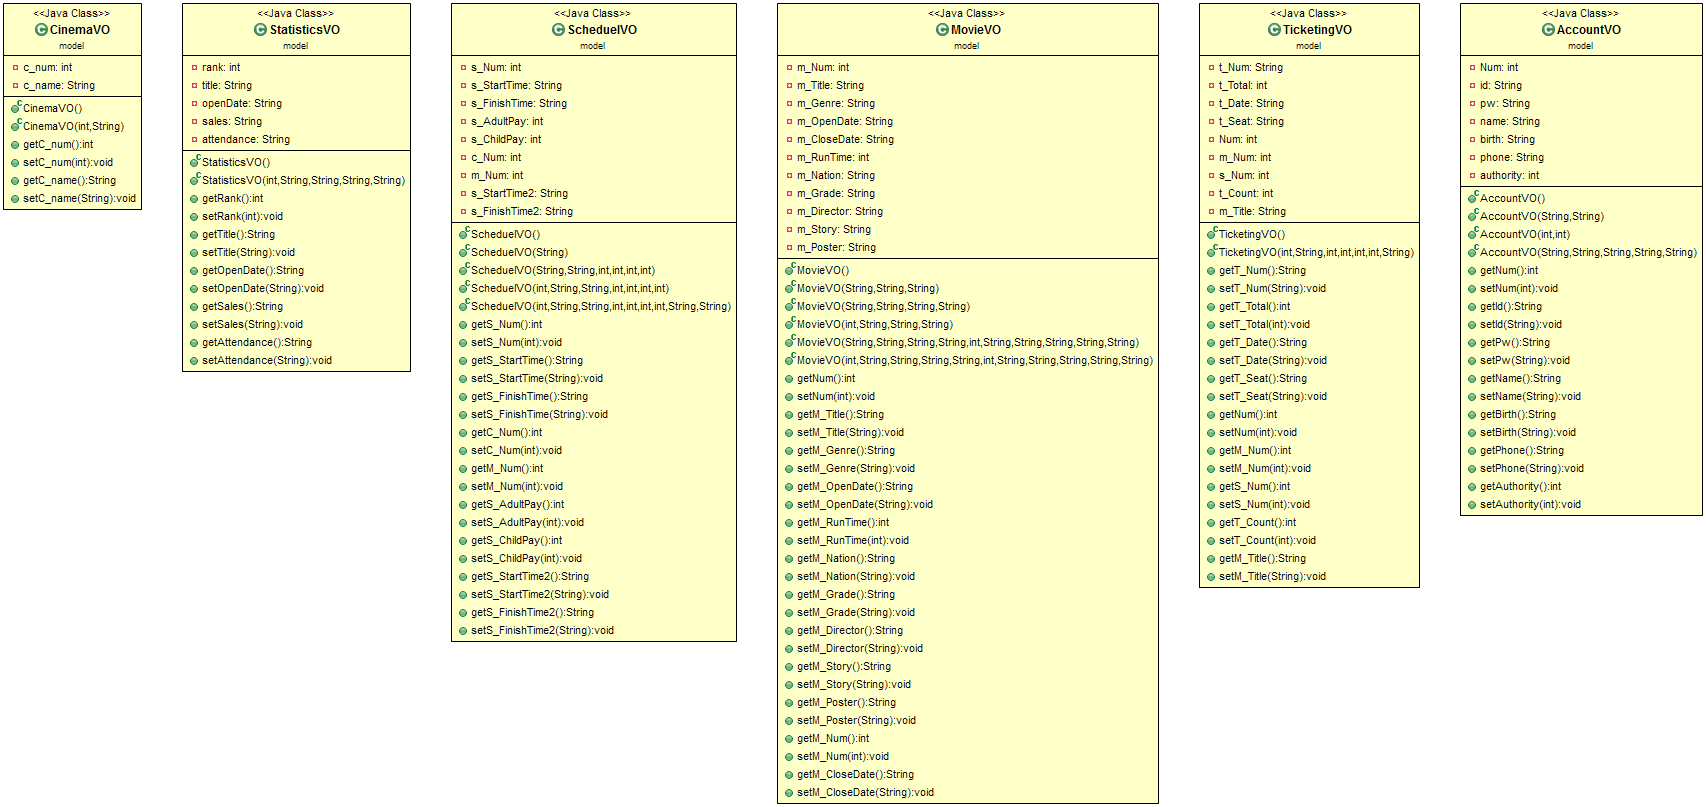 <<Java Class>>
CinemaVO
model
c_num: int
c_name: String
CinemaVO()
CinemaVO(int,String)
getC_num():int
setC_num(int):void
getC_name():String
setC_name(String):void
<<Java Class>>
StatisticsVO
model
rank: int
title: String
openDate: String
sales: String
attendance: String
StatisticsVO()
StatisticsVO(int,String,String,String,String)
getRank():int
setRank(int):void
getTitle():String
setTitle(String):void
getOpenDate():String
setOpenDate(String):void
getSales():String
setSales(String):void
getAttendance():String
setAttendance(String):void
<<Java Class>>
SchedueIVO
model
s_Num: int
s_StartTime: String
s_FinishTime: String
s_AdultPay: int
s_ChildPay: int
c_Num: int
m_Num: int
s_StartTime2: String
s_FinishTime2: String
SchedueIVO()
SchedueIVO(String)
SchedueIVO(String,String,int,int,int,int)
SchedueIVO(int,String,String,int,int,int,int)
SchedueIVO(int,String,String,int,int,int,int,String,String)
getS_Num():int
setS_Num(int):void
getS_StartTime():String
setS_StartTime(String):void
getS_FinishTime():String
setS_FinishTime(String):void
getC_Num():int
setC_Num(int):void
getM_Num():int
setM_Num(int):void
getS_AdultPay():int
setS_AdultPay(int):void
getS_ChildPay():int
setS_ChildPay(int):void
getS_StartTime2():String
setS_StartTime2(String):void
getS_FinishTime2():String
setS_FinishTime2(String):void
<<Java Class>>
MovieVO
model
m_Num: int
m_Title: String
m_Genre: String
m_OpenDate: String
m_CloseDate: String
m_RunTime: int
m_Nation: String
m_Grade: String
m_Director: String
m_Story: String
m_Poster: String
MovieVO()
MovieVO(String,String,String)
MovieVO(String,String,String,String)
MovieVO(int,String,String,String)
MovieVO(String,String,String,String,int,String,String,String,String,String)
MovieVO(int,String,String,String,String,int,String,String,String,String,String)
getNum():int
setNum(int):void
getM_Title():String
setM_Title(String):void
getM_Genre():String
setM_Genre(String):void
getM_OpenDate():String
setM_OpenDate(String):void
getM_RunTime():int
setM_RunTime(int):void
getM_Nation():String
setM_Nation(String):void
getM_Grade():String
setM_Grade(String):void
getM_Director():String
setM_Director(String):void
getM_Story():String
setM_Story(String):void
getM_Poster():String
setM_Poster(String):void
getM_Num():int
setM_Num(int):void
getM_CloseDate():String
setM_CloseDate(String):void
<<Java Class>>
TicketingVO
model
t_Num: String
t_Total: int
t_Date: String
t_Seat: String
Num: int
m_Num: int
s_Num: int
t_Count: int
m_Title: String
TicketingVO()
TicketingVO(int,String,int,int,int,int,String)
getT_Num():String
setT_Num(String):void
getT_Total():int
setT_Total(int):void
getT_Date():String
setT_Date(String):void
getT_Seat():String
setT_Seat(String):void
getNum():int
setNum(int):void
getM_Num():int
setM_Num(int):void
getS_Num():int
setS_Num(int):void
getT_Count():int
setT_Count(int):void
getM_Title():String
setM_Title(String):void
<<Java Class>>
AccountVO
model
Num: int
id: String
pw: String
name: String
birth: String
phone: String
authority: int
AccountVO()
AccountVO(String,String)
AccountVO(int,int)
AccountVO(String,String,String,String,String)
getNum():int
setNum(int):void
getId():String
setId(String):void
getPw():String
setPw(String):void
getName():String
setName(String):void
getBirth():String
setBirth(String):void
getPhone():String
setPhone(String):void
getAuthority():int
setAuthority(int):void